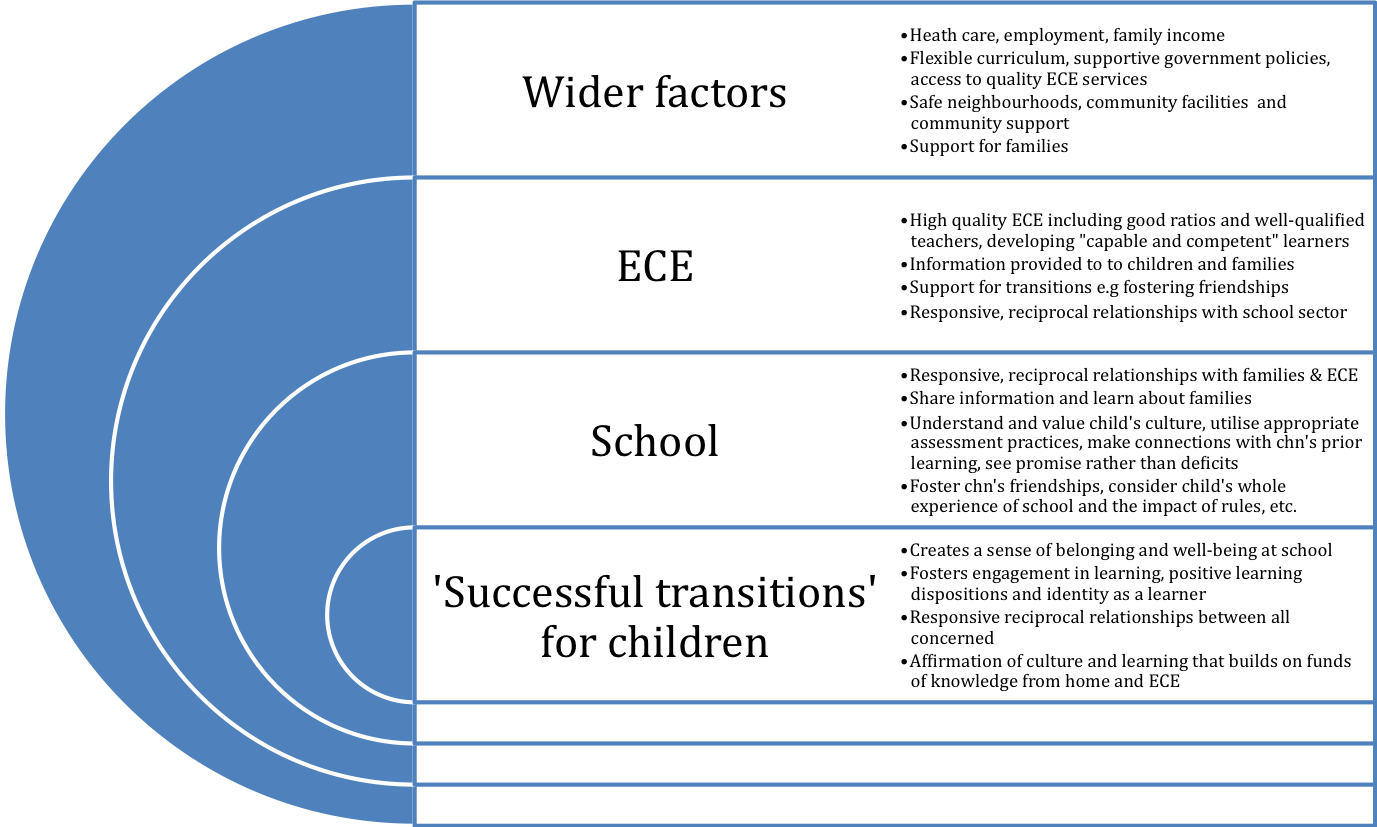 Wider factors
•Heath care, employment, family income
•Flexible curriculum, supportive government policies,
access to quality ECE services
•Safe neighbourhoods, community facilities  and
community support
•Support for families
ECE
•High quality ECE including good ratios and well-qualified
teachers, developing "capable and competent" learners
•Information provided to to children and families
•Support for transitions e.g fostering friendships
•Responsive, reciprocal relationships with school sector
School
•Responsive, reciprocal relationships with families & ECE
•Share information and learn about families
•Understand and value child's culture, utilise appropriate
assessment practices, make connections with chn's prior
learning, see promise rather than deficits
•Foster chn's friendships, consider child's whole
experience of school and the impact of rules, etc.
'Successful transitions'
for children
•Creates a sense of belonging and well-being at school
•Fosters engagement in learning, positive learning
dispositions and identity as a learner
•Responsive reciprocal relationships between all
concerned
•Affirmation of culture and learning that builds on funds
of knowledge from home and ECE